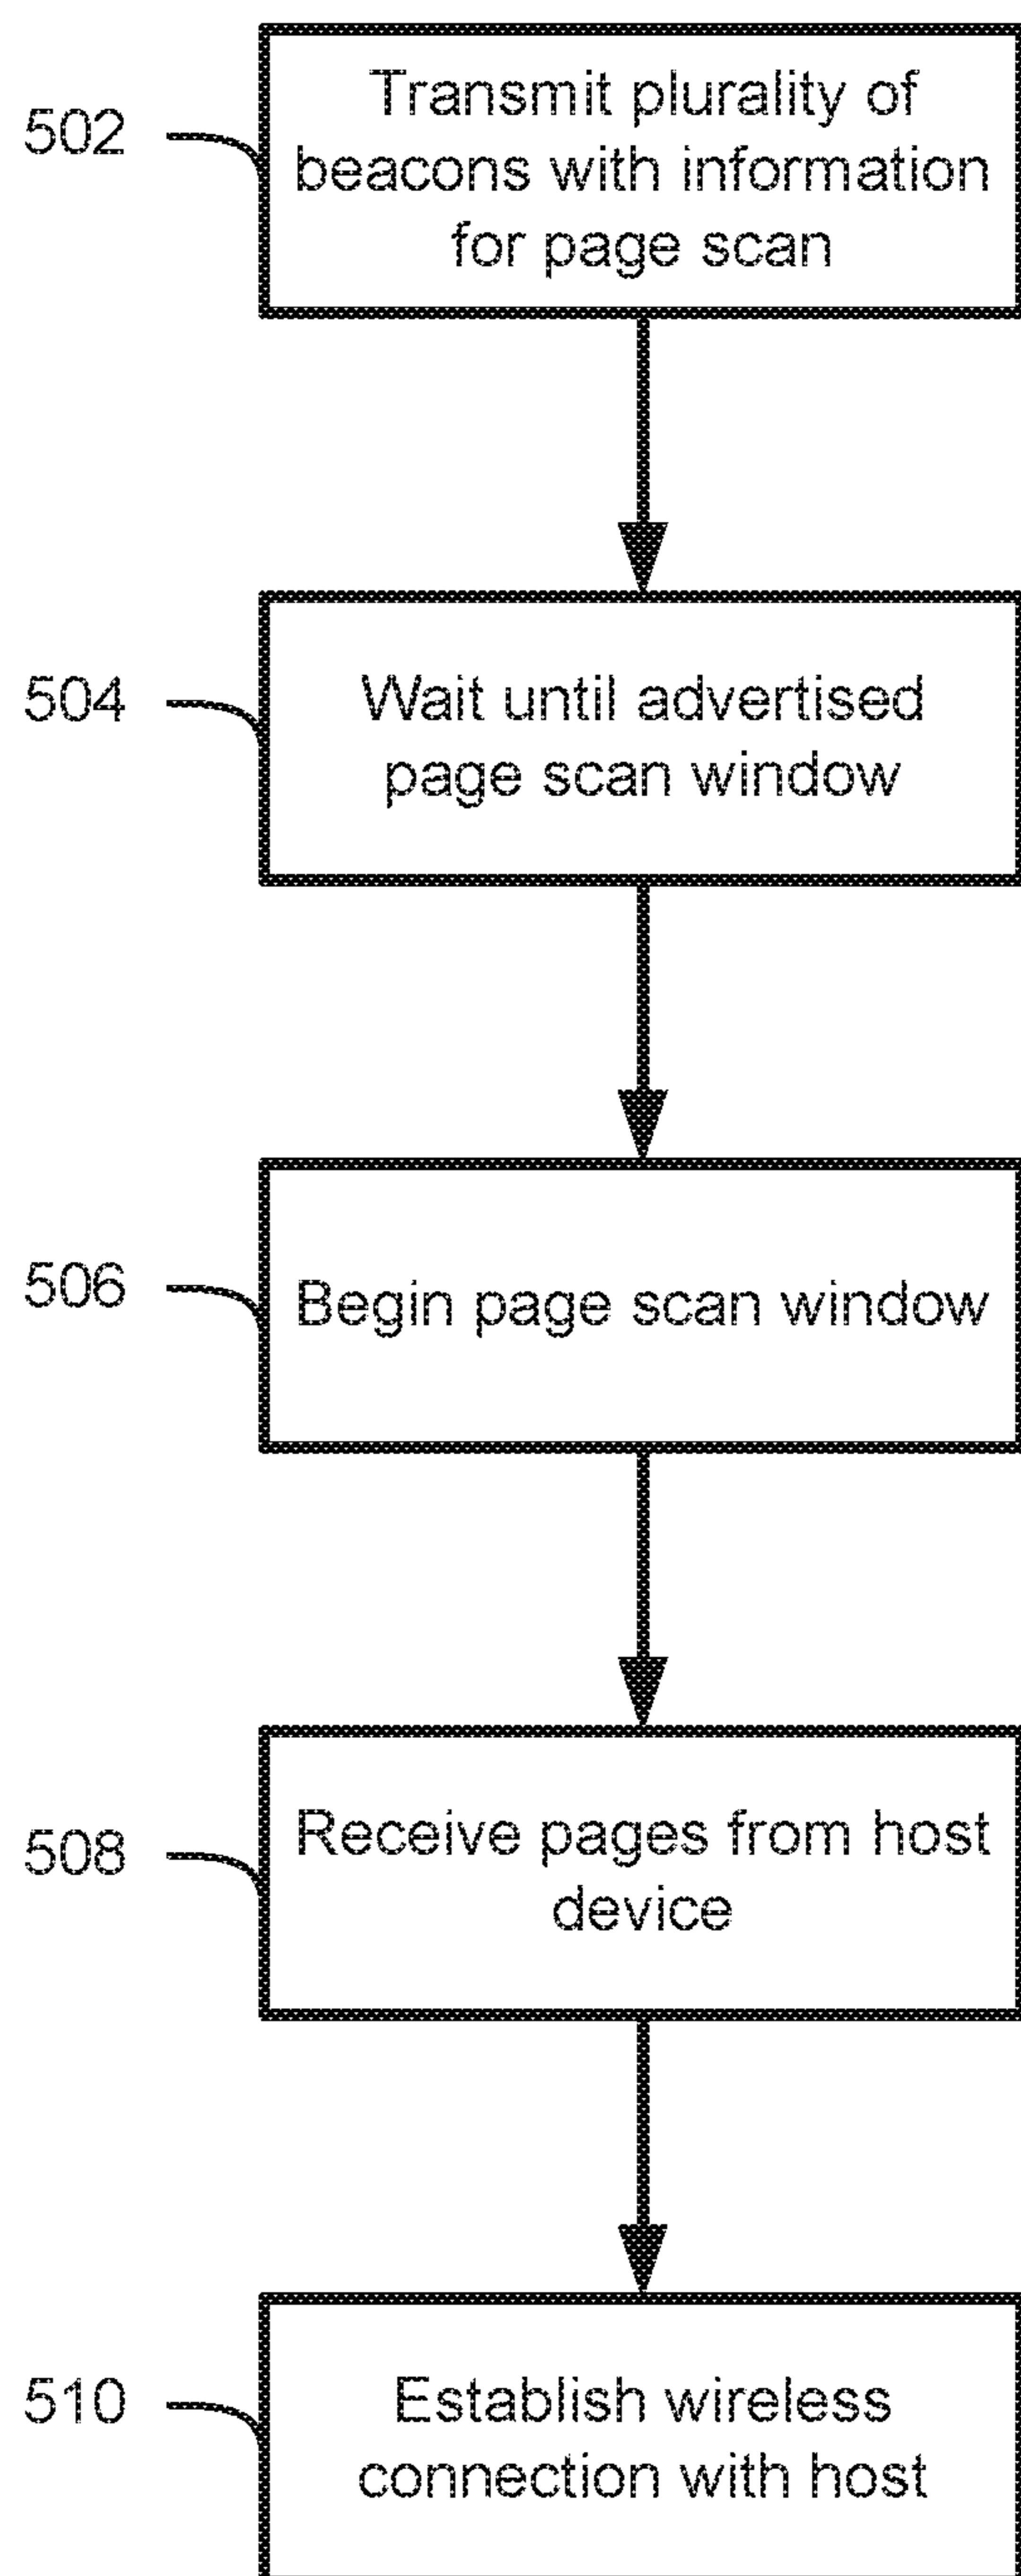 502
Transmit plurality of
beacons with information
for page scan
504
Wait until advertised
page scan window
506
Begin page scan window
508
Receive pages from host
device
510
Establish wireless
connection with host